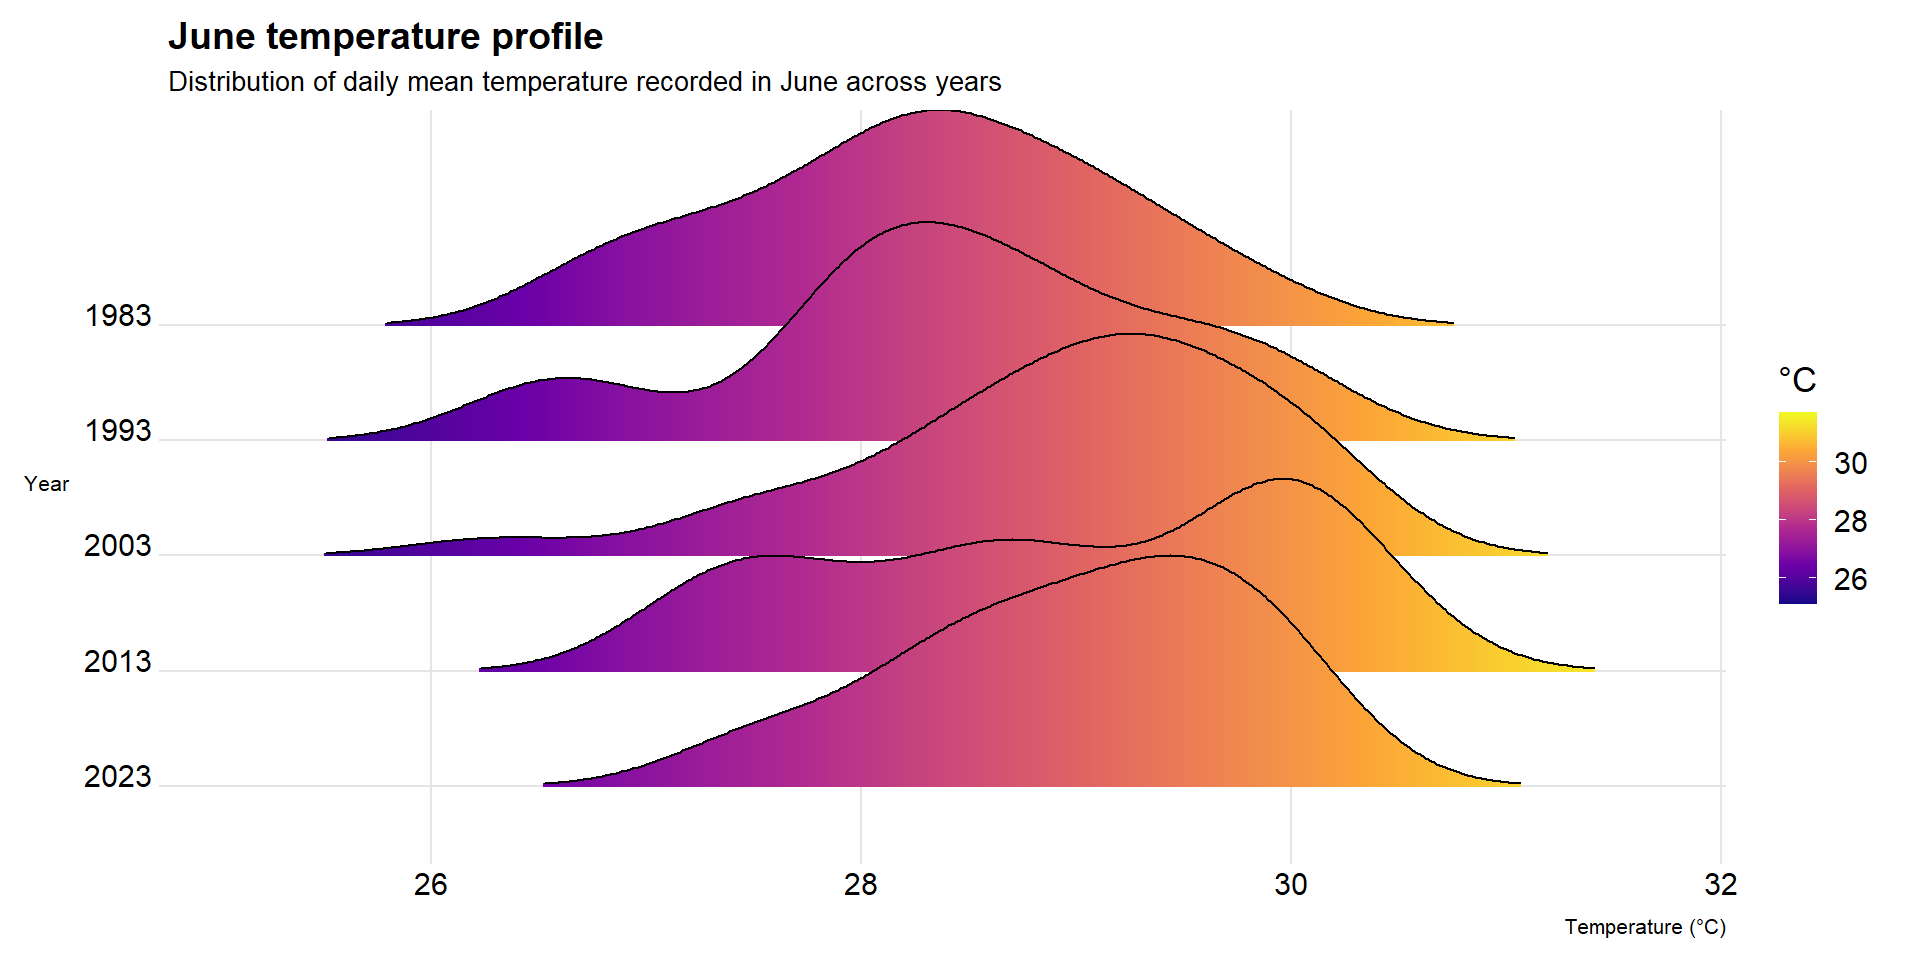 June temperature profile
Distribution of daily mean temperature recorded in June across years
1983
1993
Year
2003
2013
2023
26
28
30
32
Temperature (°C)
°C
30
28
26